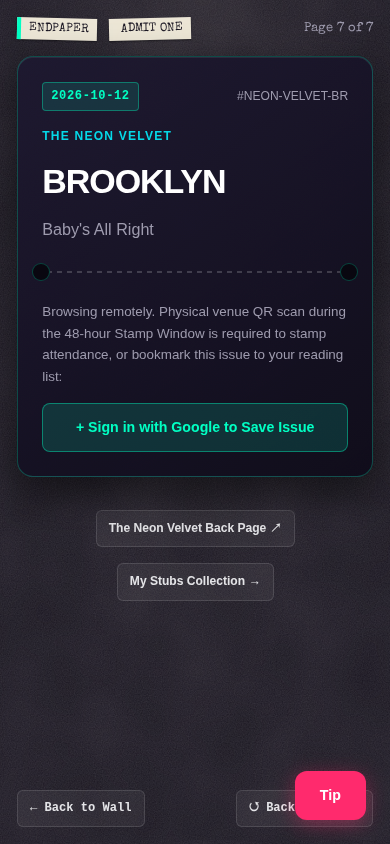 ENDPAPER ADMIT ONE Page 7 of 7
2026-10-12 #NEON-VELVET-BR
THE NEON VELVET
BROOKLYN
Baby's All Right
Browsing remotely. Physical venue QR scan during
the 48-hour Stamp Window is required to stamp
attendance, or bookmark this issue to your reading
list:
+ Sign in with Google to Save Issue
The Neon Velvet Back Page ↗
My Stubs Collection →
← Back to Wall
↺ Back
Tip